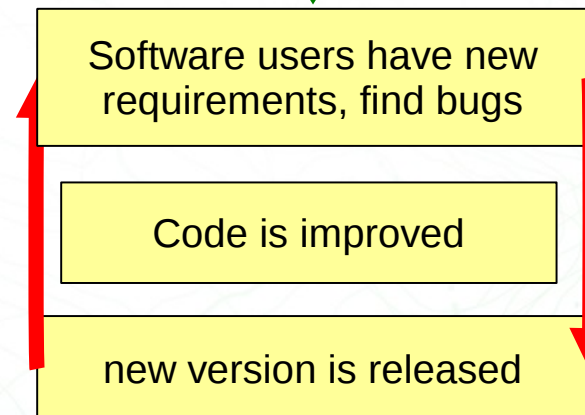 Software users have new
requirements, find bugs
Code is improved
new version is released